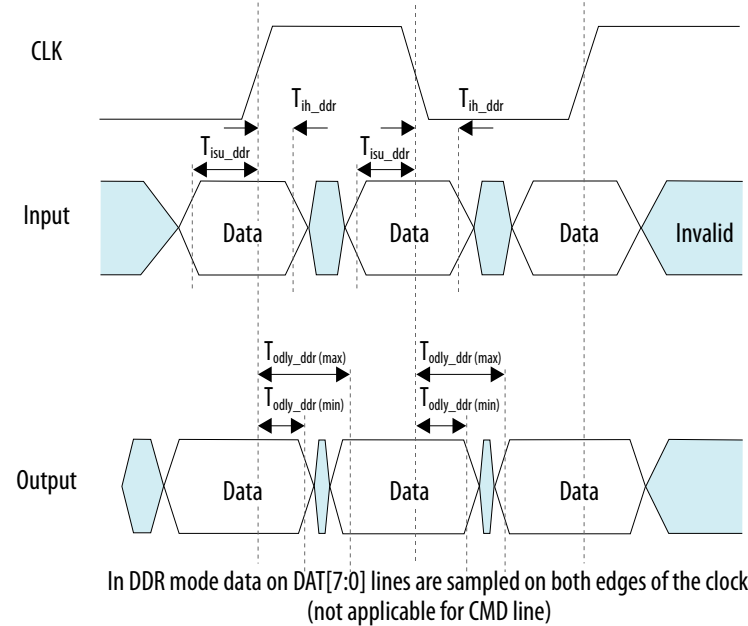 CLK
T_ih_ddr T_ih_ddr
T_isu_ddr T_isu_ddr
Input Data Data Data Invalid
T_odly_ddr (max) T_odly_ddr (max)
T_odly_ddr (min) T_odly_ddr (min)
Output Data Data Data
In DDR mode data on DAT[7:0] lines are sampled on both edges of the clock
(not applicable for CMD line)